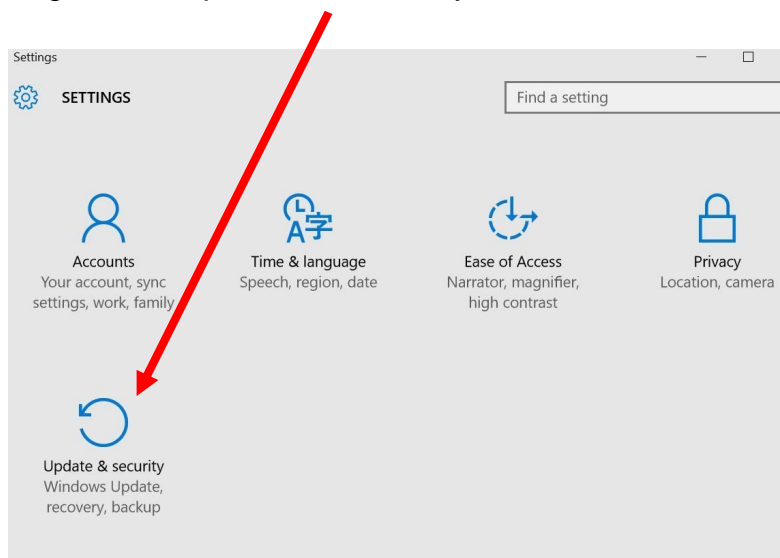 Settings
SETTINGS
Find a setting
Accounts
Your account, sync
settings, work, family
Time & language
Speech, region, date
Ease of Access
Narrator, magnifier,
high contrast
Privacy
Location, camera
Update & security
Windows Update,
recovery, backup